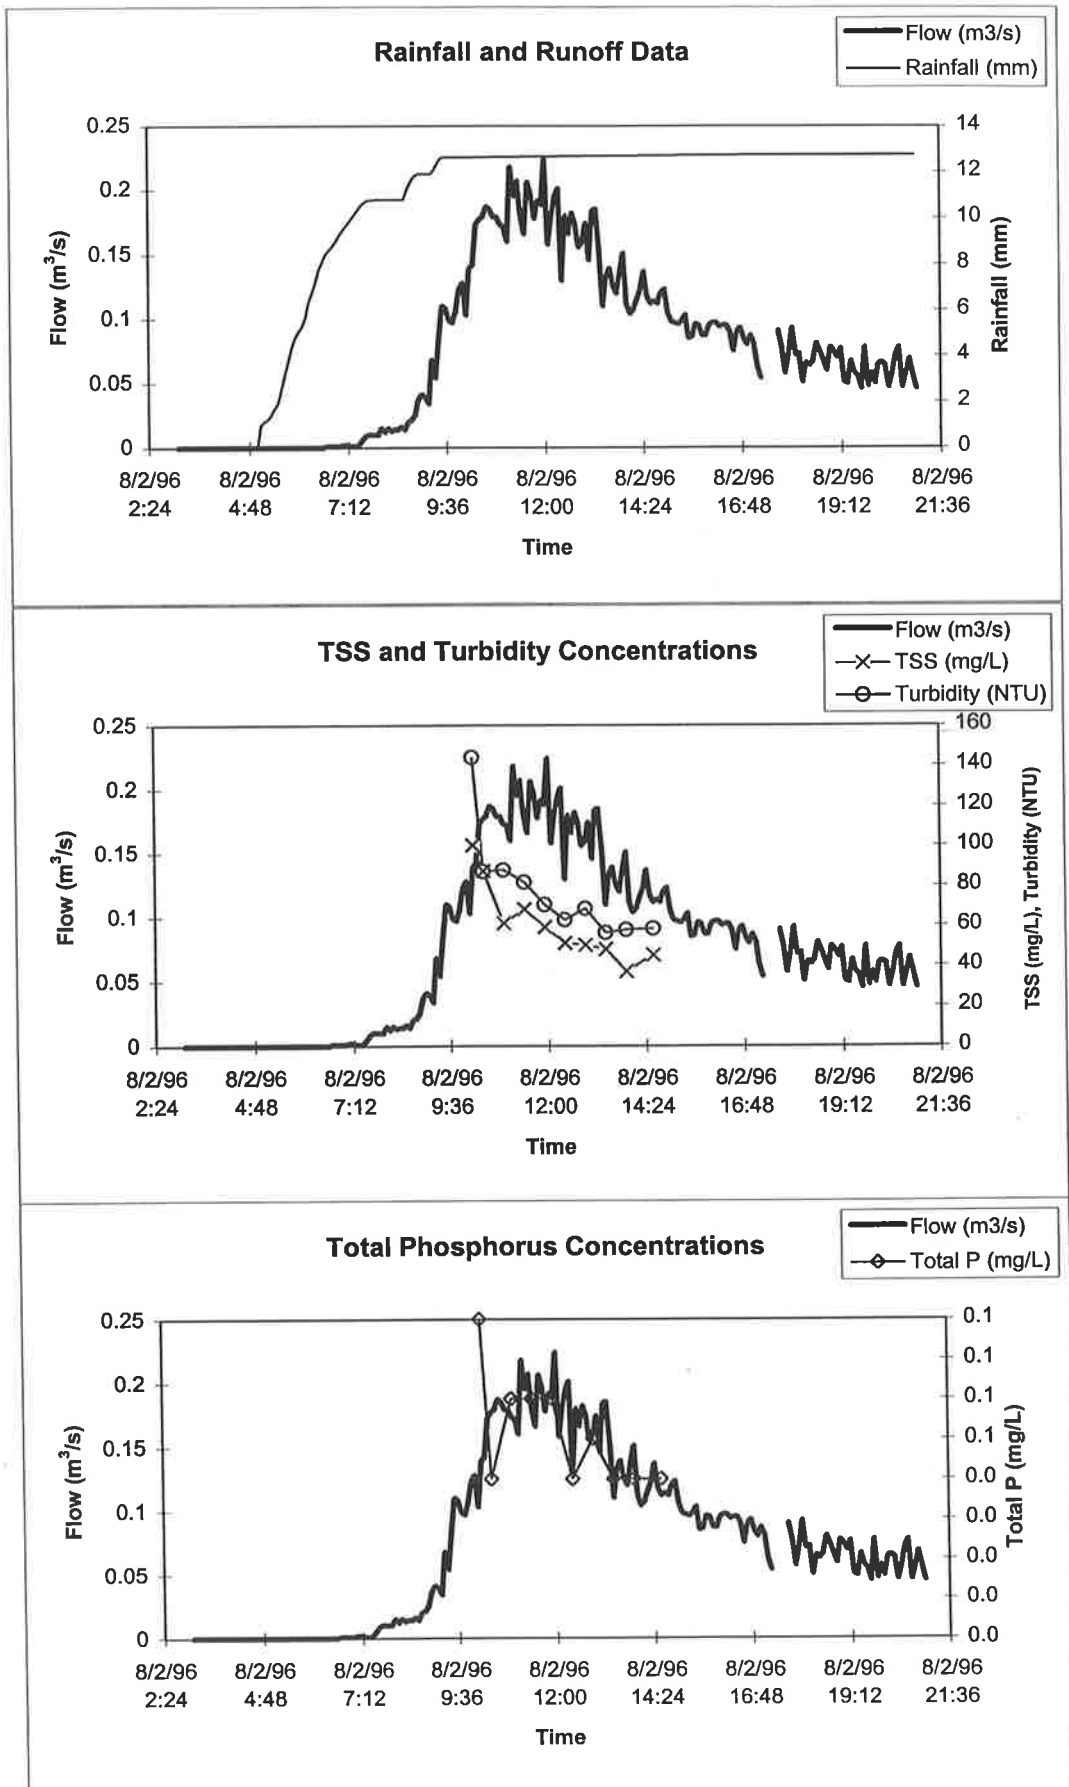 Rainfall and Runoff Data
Flow (m3/s)
Rainfall (mm)
0.25
0.2
0.15
0.1
0.05
0
Flow (m³/s)
14
12
10
8
6
4
2
0
Rainfall (mm)
8/2/96 8/2/96 8/2/96 8/2/96 8/2/96 8/2/96 8/2/96 8/2/96 8/2/96
2:24 4:48 7:12 9:36 12:00 14:24 16:48 19:12 21:36
Time
TSS and Turbidity Concentrations
Flow (m3/s)
TSS (mg/L)
Turbidity (NTU)
0.25
0.2
0.15
0.1
0.05
0
Flow (m³/s)
160
140
120
100
80
60
40
20
0
TSS (mg/L), Turbidity (NTU)
8/2/96 8/2/96 8/2/96 8/2/96 8/2/96 8/2/96 8/2/96 8/2/96 8/2/96
2:24 4:48 7:12 9:36 12:00 14:24 16:48 19:12 21:36
Time
Total Phosphorus Concentrations
Flow (m3/s)
Total P (mg/L)
0.25
0.2
0.15
0.1
0.05
0
Flow (m³/s)
0.1
0.1
0.1
0.1
0.0
0.0
0.0
0.0
0.0
Total P (mg/L)
8/2/96 8/2/96 8/2/96 8/2/96 8/2/96 8/2/96 8/2/96 8/2/96 8/2/96
2:24 4:48 7:12 9:36 12:00 14:24 16:48 19:12 21:36
Time